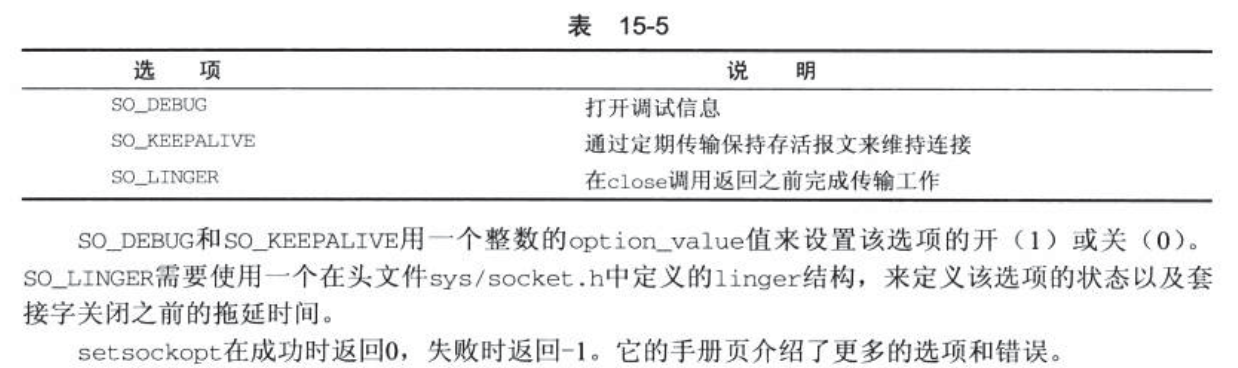 表 15-5
选 项 说 明
SO_DEBUG 打开调试信息
SO_KEEPALIVE 通过定期传输保持存活报文来维持连接
SO_LINGER 在close调用返回之前完成传输工作
SO_DEBUG和SO_KEEPALIVE用一个整数的option_value值来设置该选项的开（1）或关（0）。
SO_LINGER需要使用一个在头文件sys/socket.h中定义的linger结构，来定义该选项的状态以及套
接字关闭之前的拖延时间。
setsockopt在成功时返回0，失败时返回-1。它的手册页介绍了更多的选项和错误。